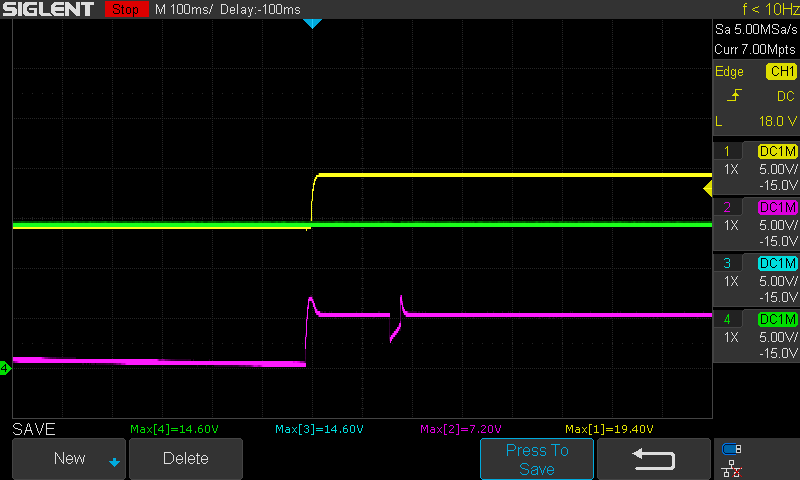 SIGLENT Stop M 100ms/ Delay:-100ms f < 10Hz
Sa 5.00MSa/s
Curr 7.00Mpts
Edge CH1
DC
L 18.0 V
1 DC1M
1X 5.00V/
-15.0V
2 DC1M
1X 5.00V/
-15.0V
3 DC1M
1X 5.00V/
-15.0V
4 DC1M
1X 5.00V/
-15.0V
4
SAVE Max[4]=14.60V Max[3]=14.60V Max[2]=7.20V Max[1]=19.40V
New Delete Press To
Save